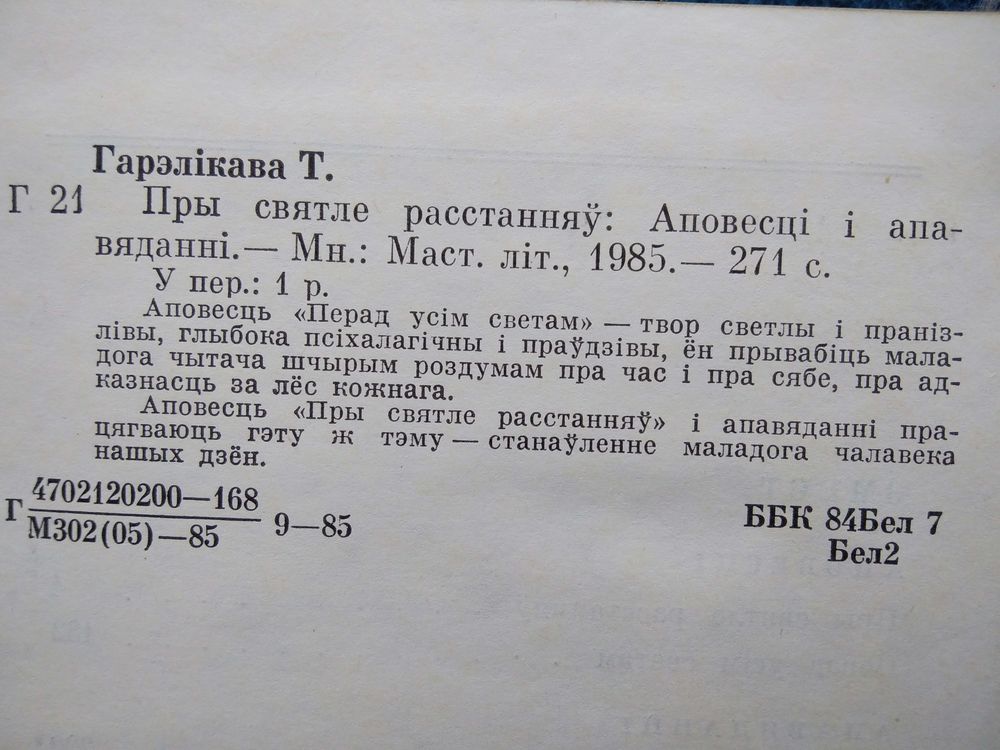 Гарэлікава Т.
Г 21 Пры святле расстанняў: Аповесці і апа-
вяданні.— Мн.: Маст. літ., 1985.— 271 с.
У пер.: 1 р.
Аповесць «Перад усім светам» — твор светлы і праніз-
лівы, глыбока псіхалагічны і праўдзівы, ён прывабіць мала-
дога чытача шчырым роздумам пра час і пра сябе, пра ад-
казнасць за лёс кожнага.
Аповесць «Пры святле расстанняў» і апавяданні пра-
цягваюць гэту ж тэму — станаўленне маладога чалавека
нашых дзён.
Г 4702120200—168
М302(05)—85 9—85
ББК 84Бел 7
Бел2